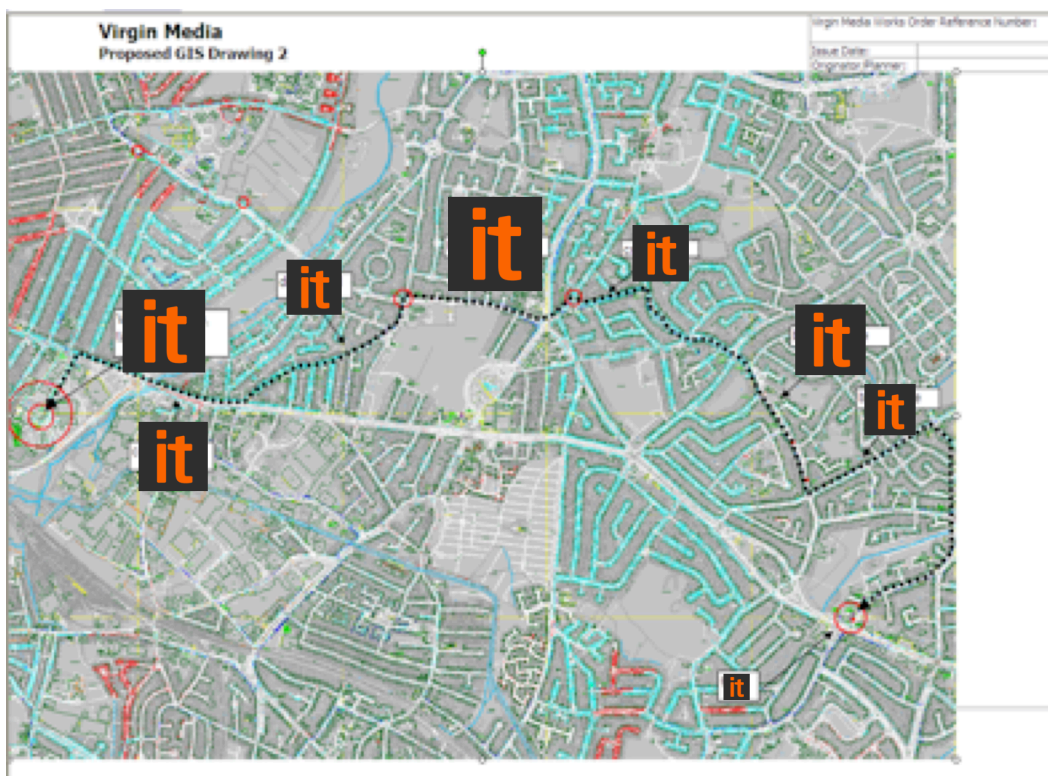 Virgin Media
Proposed GIS Drawing 2
Virgin Media Works Order Reference Number:
Issue Date:
Originator/Planner:
it
it
it
it
it
it
it
it